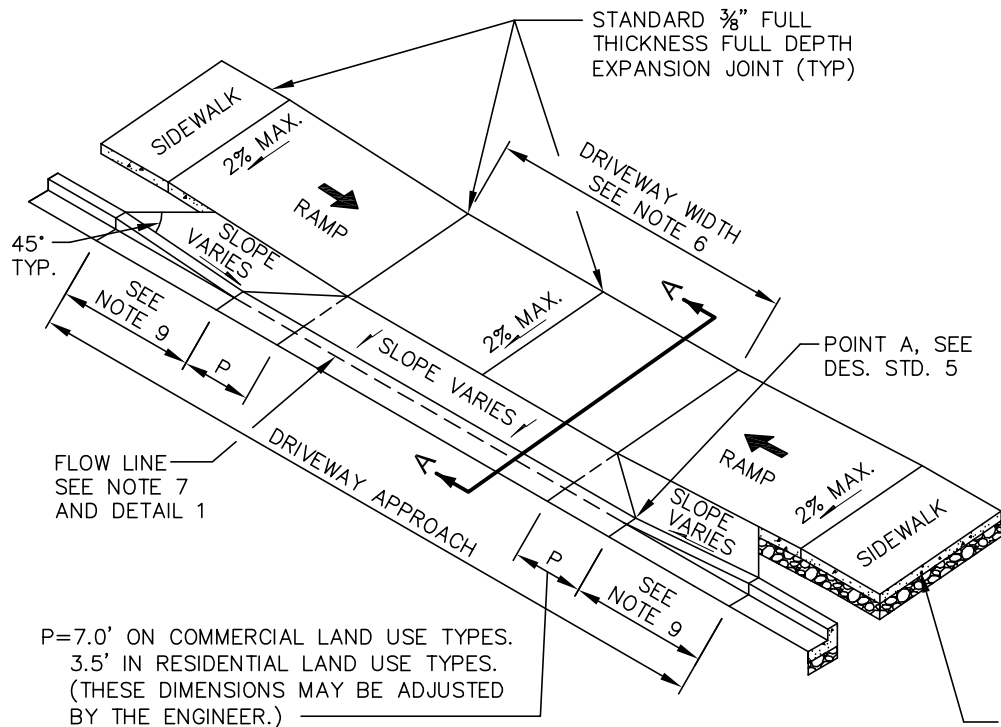 STANDARD ⅜" FULL
THICKNESS FULL DEPTH
EXPANSION JOINT (TYP)
SIDEWALK
2% MAX.
RAMP
DRIVEWAY WIDTH
SEE NOTE 6
45°
TYP.
SLOPE
VARIES
A
2% MAX.
SEE
NOTE 9
P
SLOPE VARIES
POINT A, SEE
DES. STD. 5
FLOW LINE
SEE NOTE 7
AND DETAIL 1
DRIVEWAY APPROACH
A
RAMP
2% MAX.
SLOPE
VARIES
SIDEWALK
P
SEE
NOTE 9
P=7.0' ON COMMERCIAL LAND USE TYPES.
3.5' IN RESIDENTIAL LAND USE TYPES.
(THESE DIMENSIONS MAY BE ADJUSTED
BY THE ENGINEER.)